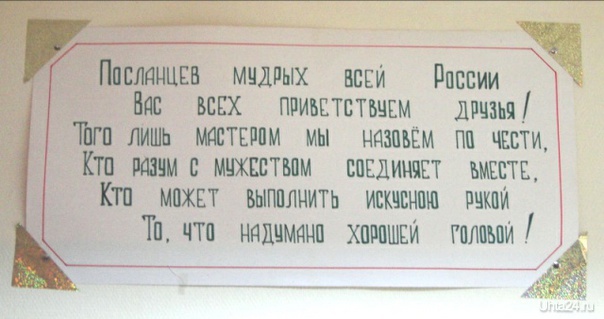 Посланцев мудрых всей России
Вас всех приветствуем друзья!
Того лишь мастером мы назовём по чести,
Кто разум с мужеством соединяет вместе,
Кто может выполнить искусною рукой
То, что надумано хорошей головой!
Uhta24.ru